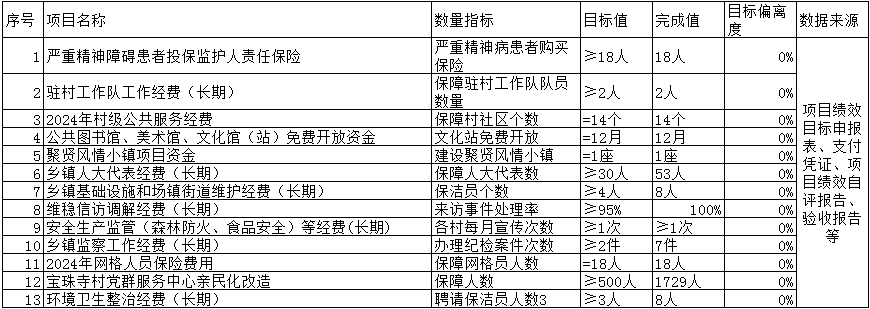 序号 项目名称 数量指标 目标值 完成值 目标偏离度 数据来源
1 严重精神障碍患者投保监护人责任保险 严重精神病患者购买保险 ≥18人 18人 0% 项目绩效目标申报表、支付凭证、项目绩效自评报告、验收报告等
2 驻村工作队工作经费（长期） 保障驻村工作队队员数量 ≥2人 2人 0%
3 2024年村级公共服务经费 保障村社区个数 =14个 14个 0%
4 公共图书馆、美术馆、文化馆（站）免费开放资金 文化站免费开放 =12月 12月 0%
5 聚贤风情小镇项目资金 建设聚贤风情小镇 =1座 1座 0%
6 乡镇人大代表经费（长期） 保障人大代表数 ≥30人 53人 0%
7 乡镇基础设施和场镇街道维护经费（长期） 保洁员个数 ≥4人 8人 0%
8 维稳信访调解经费（长期） 来访事件处理率 ≥95% 100% 0%
9 安全生产监管（森林防火、食品安全）等经费(长期) 各村每月宣传次数 ≥1次 ≥1次 0%
10 乡镇监察工作经费（长期） 办理纪检案件次数 ≥2件 7件 0%
11 2024年网格人员保险费用 保障网格员人数 =18人 18人 0%
12 宝珠寺村党群服务中心亲民化改造 保障人数 ≥500人 1729人 0%
13 环境卫生整治经费（长期） 聘请保洁员人数3 ≥3人 8人 0%